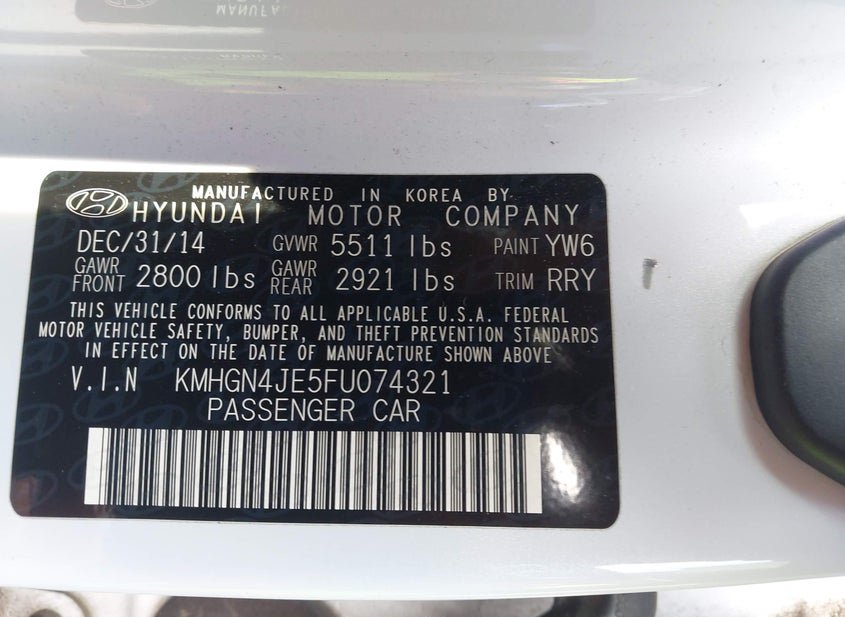 MANUFACTURED IN KOREA BY
HYUNDAI MOTOR COMPANY
DEC/31/14 GVWR 5511 lbs PAINT YW6
GAWR FRONT 2800 lbs GAWR REAR 2921 lbs TRIM RRY
THIS VEHICLE CONFORMS TO ALL APPLICABLE U.S.A. FEDERAL
MOTOR VEHICLE SAFETY, BUMPER, AND THEFT PREVENTION STANDARDS
IN EFFECT ON THE DATE OF MANUFACTURE SHOWN ABOVE
V.I.N KMHGN4JE5FU074321
PASSENGER CAR